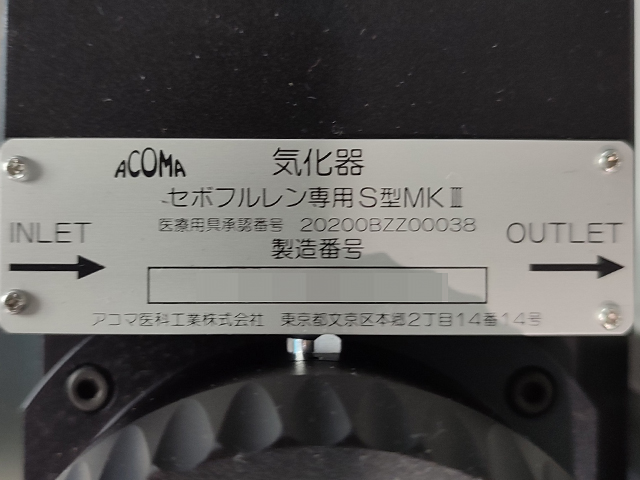 ACOMA 気化器
セボフルレン専用S型MKⅢ
医療用具承認番号 20200BZZ00038
INLET 製造番号 OUTLET
アコマ医科工業株式会社 東京都文京区本郷2丁目14番14号